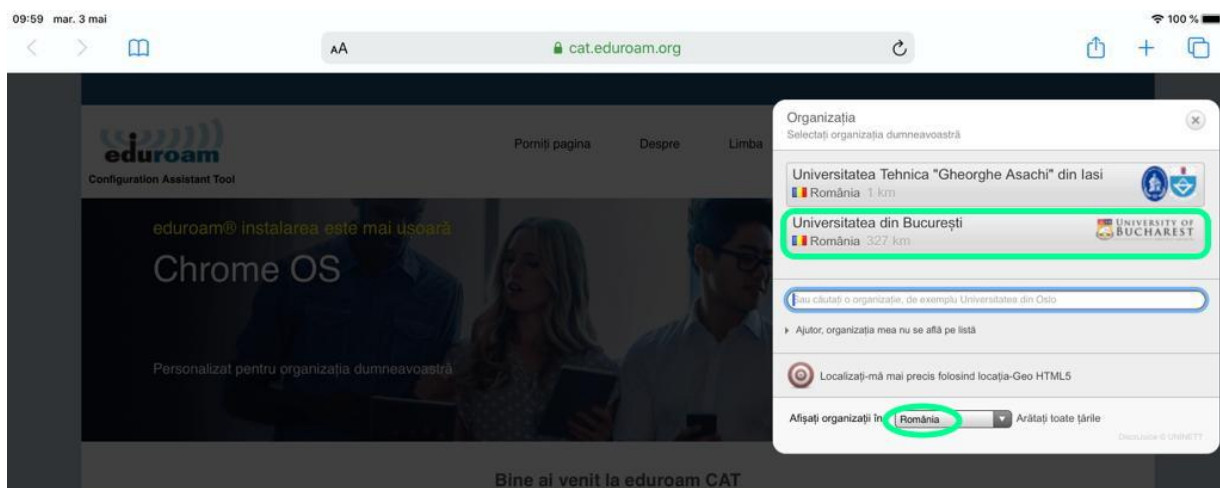 09:59 mar. 3 mai
100 %
AA
cat.eduroam.org
eduroam
Configuration Assistant Tool
Porniți pagina
Despre
Limba
eduroam® instalarea este mai ușoară
Chrome OS
Personalizat pentru organizația dumneavoastră
Bine ai venit la eduroam CAT
Organizația
Selectați organizația dumneavoastră
Universitatea Tehnica "Gheorghe Asachi" din Iasi
România 1 km
Universitatea din București
România 327 km
UNIVERSITY OF
BUCHAREST
Sau căutați o organizație, de exemplu Universitatea din Oslo
Ajutor, organizația mea nu se află pe listă
Localizați-mă mai precis folosind locația-Geo HTML5
Afișați organizații în România Arătați toate țările
DiscoJuice © UNINETT